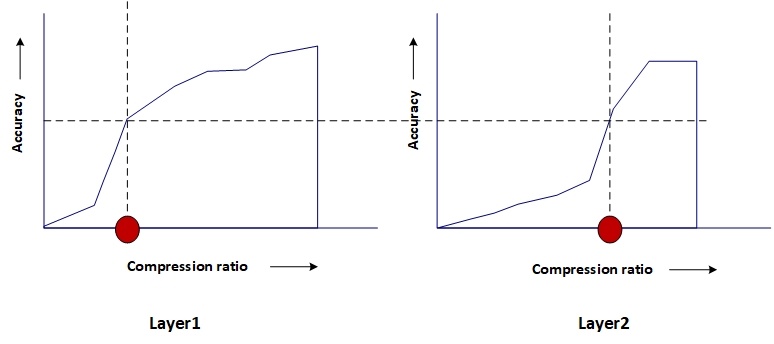 Accuracy
Compression ratio
Layer1
Accuracy
Compression ratio
Layer2